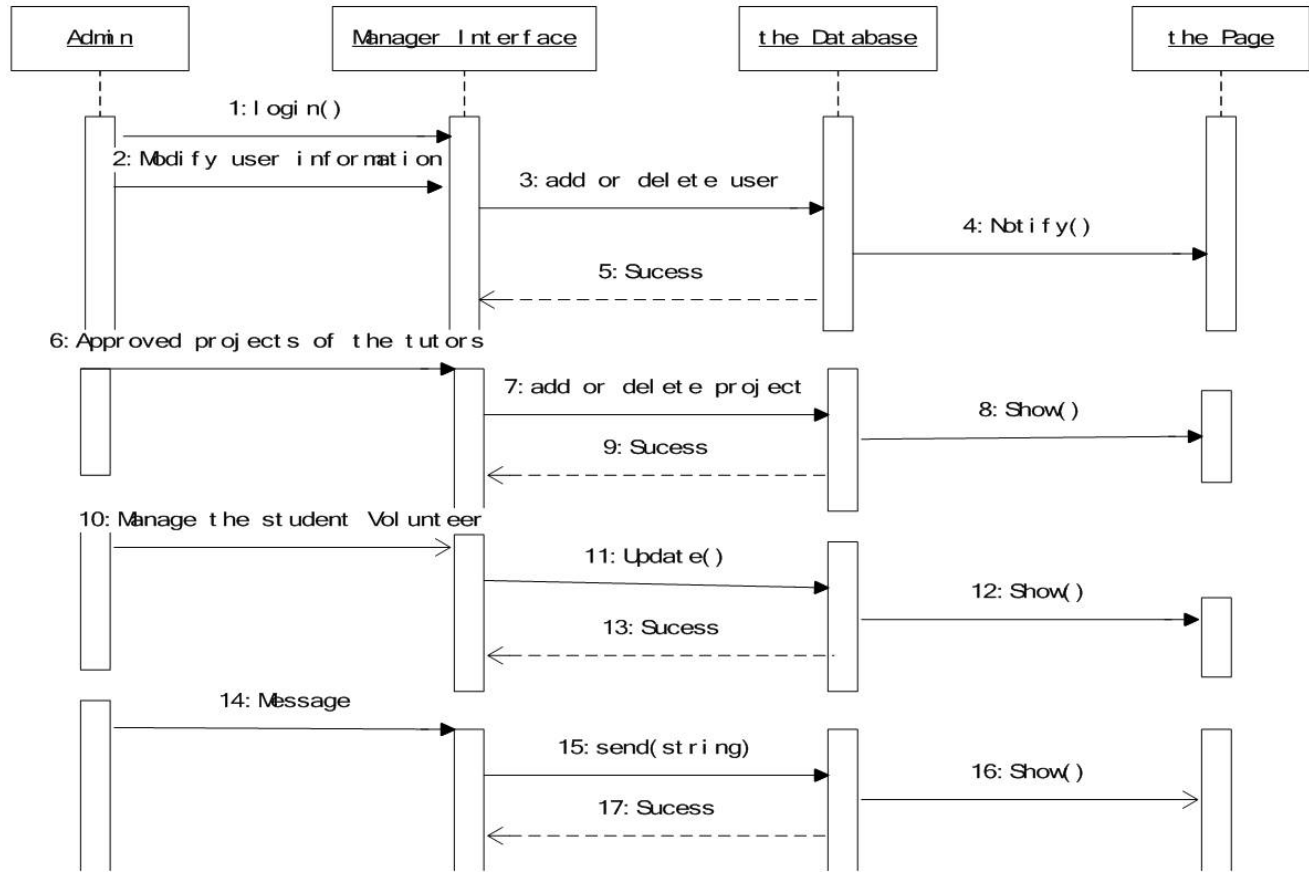 Admin
Manager Interface
the Database
the Page
1: login()
2: Modify user information
3: add or delete user
4: Notify()
5: Sucess
6: Approved projects of the tutors
7: add or delete project
8: Show()
9: Sucess
10: Manage the student Volunteer
11: Update()
12: Show()
13: Sucess
14: Message
15: send(string)
16: Show()
17: Sucess